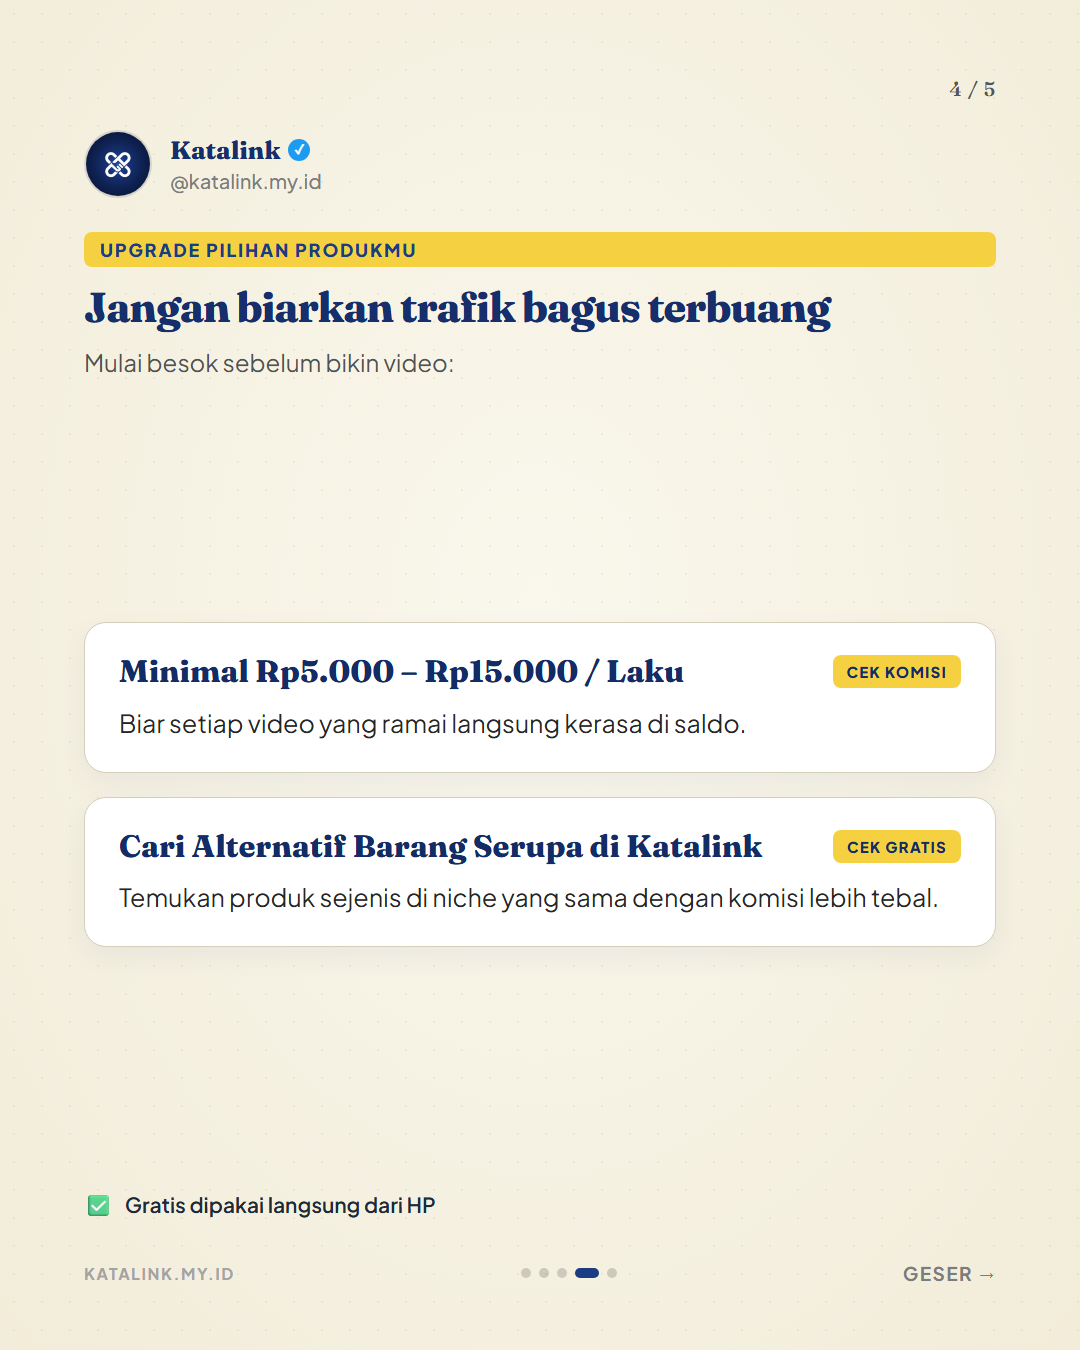 4 / 5
Katalink
@katalink.my.id
UPGRADE PILIHAN PRODUKMU
Jangan biarkan trafik bagus terbuang
Mulai besok sebelum bikin video:
Minimal Rp5.000 – Rp15.000 / Laku
CEK KOMISI
Biar setiap video yang ramai langsung kerasa di saldo.
Cari Alternatif Barang Serupa di Katalink
CEK GRATIS
Temukan produk sejenis di niche yang sama dengan komisi lebih tebal.
✅ Gratis dipakai langsung dari HP
KATALINK.MY.ID
GESER →